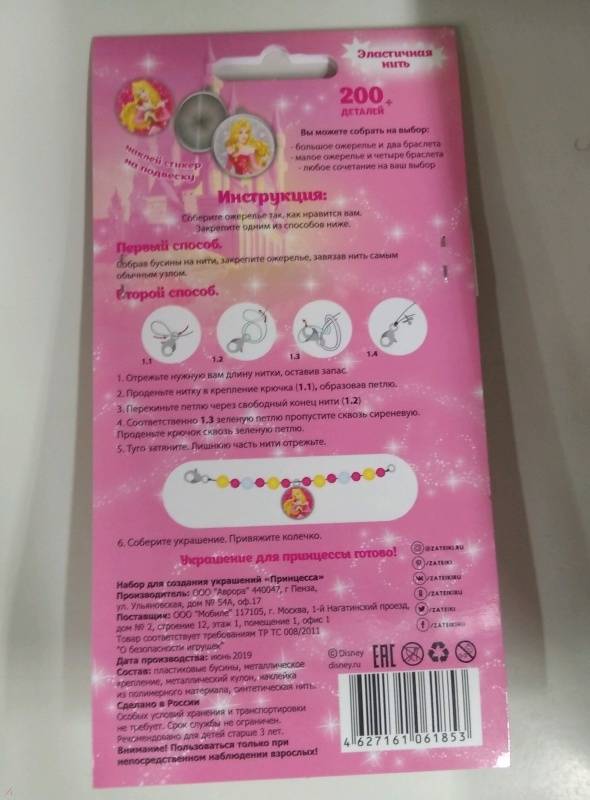 Эластичная
нить
200+
ДЕТАЛЕЙ
Вы можете собрать на выбор:
- большое ожерелье и два браслета
- малое ожерелье и четыре браслета
- любое сочетание на ваш выбор
наклей стикер
на подвеску
Инструкция:
Соберите ожерелье так, как нравится вам.
Закрепите одним из способов ниже.
Первый способ.
Собрав бусины на нити, закрепите ожерелье, завязав нить самым
обычным узлом.
Второй способ.
1.1 1.2 1.3 1.4
1. Отрежьте нужную вам длину нитки, оставив запас.
2. Проденьте нитку в крепление крючка (1.1), образовав петлю.
3. Перекиньте петлю через свободный конец нити (1.2)
4. Соответственно 1.3 зеленую петлю пропустите сквозь сиреневую.
Проденьте крючок сквозь зеленую петлю.
5. Туго затяните. Лишнюю часть нити отрежьте.
6. Соберите украшение. Привяжите колечко.
Украшение для принцессы готово!
@ZATEIKI.RU
/ZATEIKI
/ZATEIKIRU
/ZATEIKIRU
/ZATEIKI
/ZATEIKIRU
Набор для создания украшений «Принцесса»
Производитель: ООО "Аврора" 440047, г Пенза,
ул. Ульяновская, дом № 54А, оф.17
Поставщик: ООО "Мобиле" 117105, г. Москва, 1-й Нагатинский проезд,
дом № 2, строение 12, этаж 1, помещение 1, офис 1
Товар соответствует требованиям ТР ТС 008/2011
"О безопасности игрушек"
Дата производства: июнь 2019
Состав: пластиковые бусины, металлическое
крепление, металлический кулон, наклейка
из полимерного материала, синтетическая нить.
Сделано в России
Особых условий хранения и транспортировки
не требует. Срок службы не ограничен.
Рекомендовано для детей старше 3 лет.
Внимание! Пользоваться только при
непосредственном наблюдении взрослых!
© Disney
disney.ru
EAC
4 627161 061853